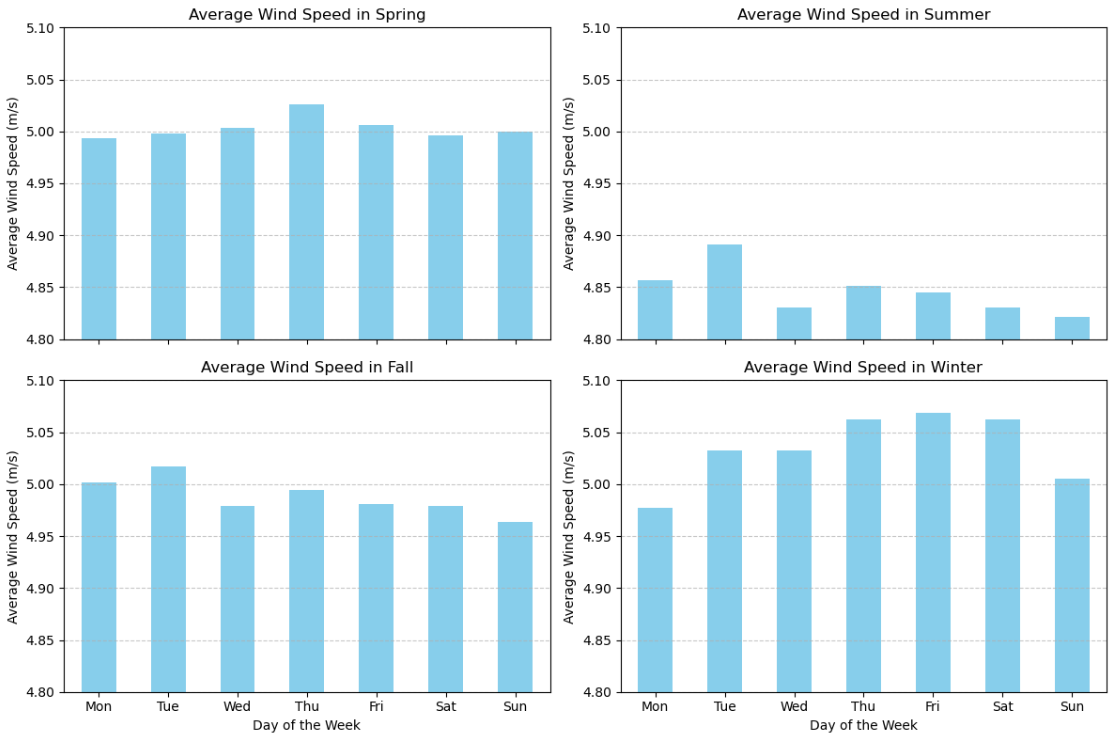 Average Wind Speed in Spring
5.10
5.05
5.00
4.95
4.90
4.85
4.80
Average Wind Speed (m/s)
Average Wind Speed in Summer
5.10
5.05
5.00
4.95
4.90
4.85
4.80
Average Wind Speed (m/s)
Average Wind Speed in Fall
5.10
5.05
5.00
4.95
4.90
4.85
4.80
Average Wind Speed (m/s)
Mon Tue Wed Thu Fri Sat Sun
Day of the Week
Average Wind Speed in Winter
5.10
5.05
5.00
4.95
4.90
4.85
4.80
Average Wind Speed (m/s)
Mon Tue Wed Thu Fri Sat Sun
Day of the Week